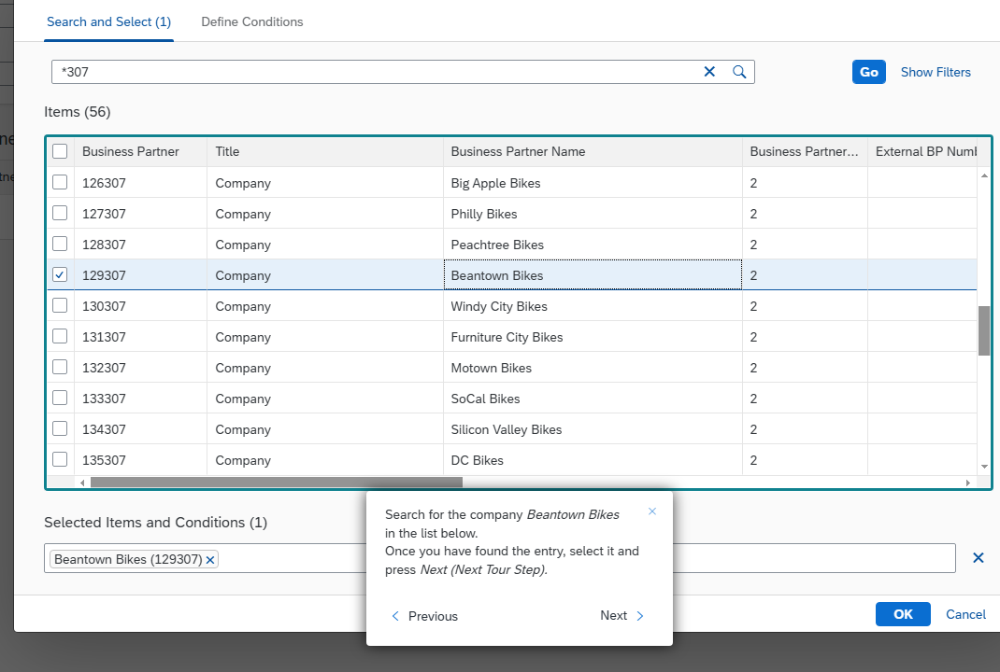 Search and Select (1) Define Conditions
*307
Go Show Filters
Items (56)
Business Partner Title Business Partner Name Business Partner... External BP Numb
126307 Company Big Apple Bikes 2
127307 Company Philly Bikes 2
128307 Company Peachtree Bikes 2
129307 Company Beantown Bikes 2
130307 Company Windy City Bikes 2
131307 Company Furniture City Bikes 2
132307 Company Motown Bikes 2
133307 Company SoCal Bikes 2
134307 Company Silicon Valley Bikes 2
135307 Company DC Bikes 2
Selected Items and Conditions (1)
Beantown Bikes (129307)
Search for the company Beantown Bikes
in the list below.
Once you have found the entry, select it and
press Next (Next Tour Step).
Previous Next
OK Cancel